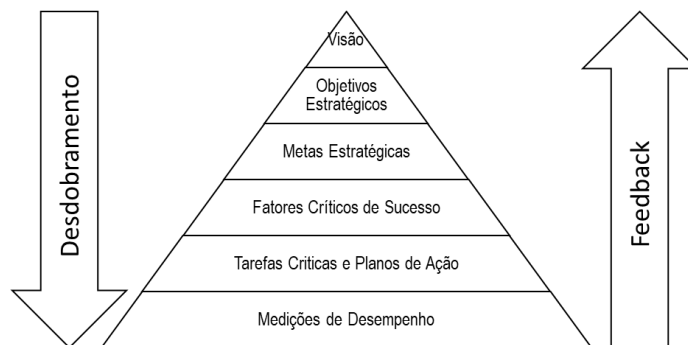 Desdobramento
Visão
Objetivos
Estratégicos
Metas Estratégicas
Fatores Críticos de Sucesso
Tarefas Criticas e Planos de Ação
Medições de Desempenho
Feedback